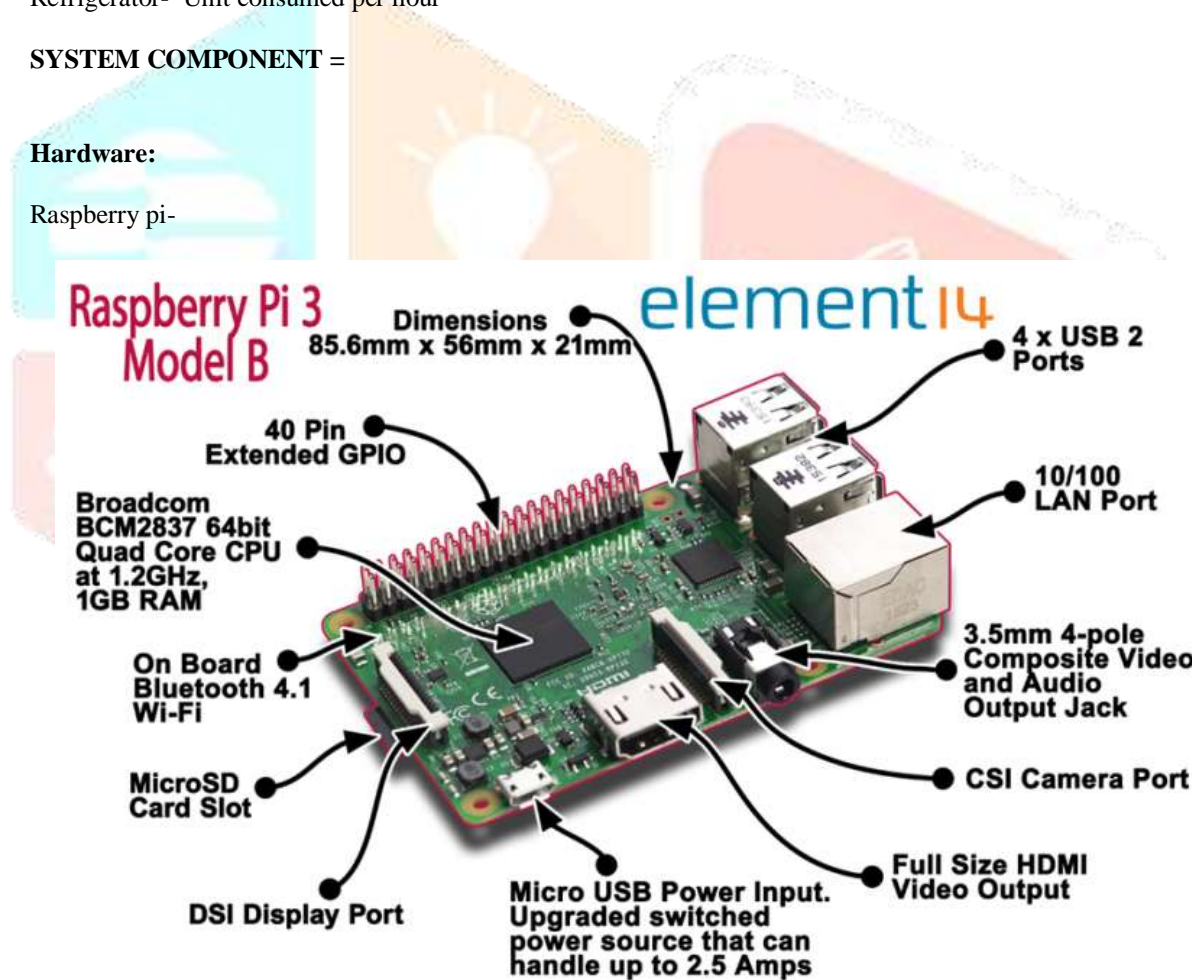 Refrigerator- Unit consumed per hour
SYSTEM COMPONENT =
Hardware:
Raspberry pi-
Raspberry Pi 3
Model B
Dimensions
85.6mm x 56mm x 21mm
element14
4 x USB 2
Ports
40 Pin
Extended GPIO
10/100
LAN Port
Broadcom
BCM2837 64bit
Quad Core CPU
at 1.2GHz,
1GB RAM
On Board
Bluetooth 4.1
Wi-Fi
3.5mm 4-pole
Composite Video
and Audio
Output Jack
MicroSD
Card Slot
CSI Camera Port
DSI Display Port
Micro USB Power Input.
Upgraded switched
power source that can
handle up to 2.5 Amps
Full Size HDMI
Video Output